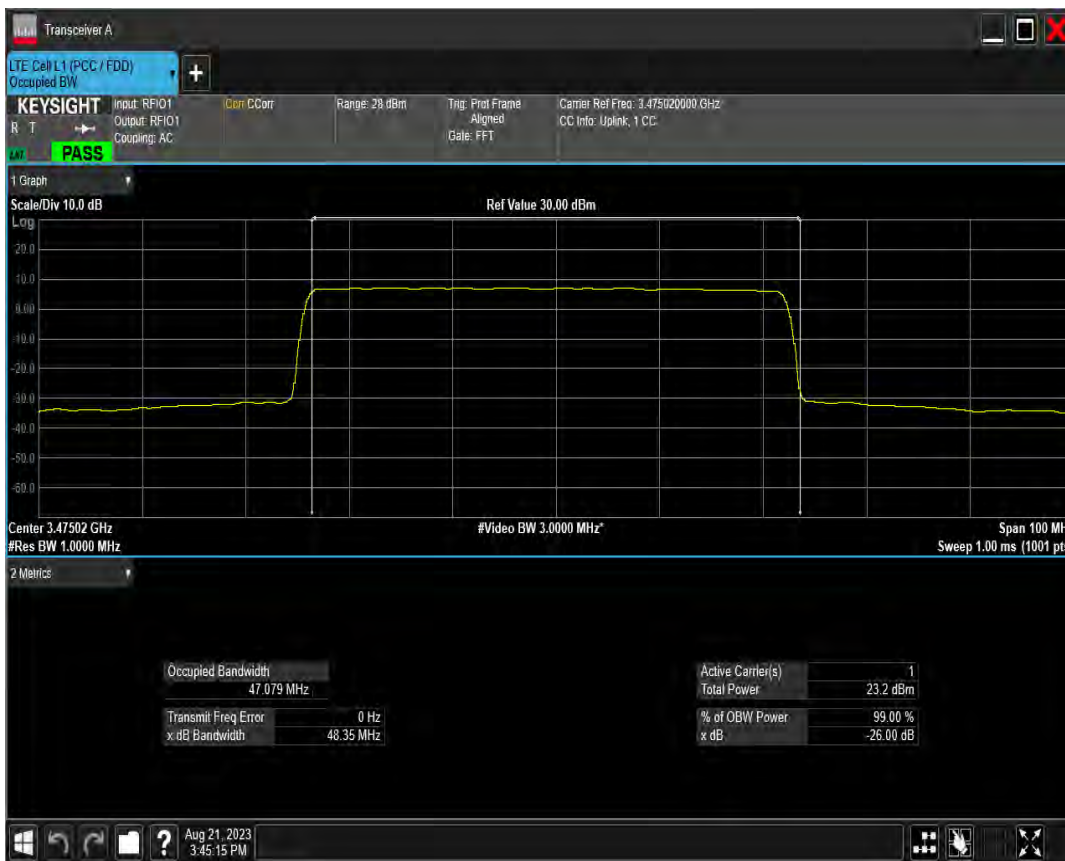 Transceiver A
LTE Cell L1 (PCC / FDD)
Occupied BW
+
KEYSIGHT
R T
PASS
Input: RFIO1
Output: RFIO1
Coupling: AC
Corr CCorr
Range: 28 dBm
Trig: Prot Frame
Aligned
Gate: FFT
Carrier Ref Freq: 3.475020000 GHz
CC Info: Uplink, 1 CC
1 Graph
Scale/Div 10.0 dB
Ref Value 30.00 dBm
Log
20.0
10.0
0.00
-10.0
-20.0
-30.0
-40.0
-50.0
-60.0
Center 3.47502 GHz
#Video BW 3.0000 MHz*
Span 100 MH
#Res BW 1.0000 MHz
Sweep 1.00 ms (1001 pts
2 Metrics
Occupied Bandwidth
47.079 MHz
Transmit Freq Error 0 Hz
x dB Bandwidth 48.35 MHz
Active Carrier(s) 1
Total Power 23.2 dBm
% of OBW Power 99.00 %
x dB -26.00 dB
?
Aug 21, 2023
3:45:15 PM